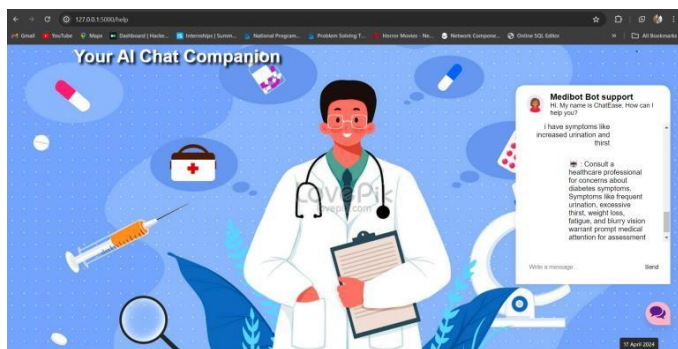 127.0.0.1:5000/help
Gmail YouTube Maps Dashboard | Hacke... Internships | Summ... National Program... Problem Solving T... Horror Movies - Ne... Network Compone... Online SQL Editor All Bookmarks
Your AI Chat Companion
Medibot Bot support
Hi. My name is ChatEase. How can I
help you?
i have symptoms like
increased urination and
thirst
: Consult a
healthcare professional
for concerns about
diabetes symptoms.
Symptoms like frequent
urination, excessive
thirst, weight loss,
fatigue, and blurry vision
warrant prompt medical
attention for assessment
Write a message...
Send
LovePik
lovepik.com
17 April 2024